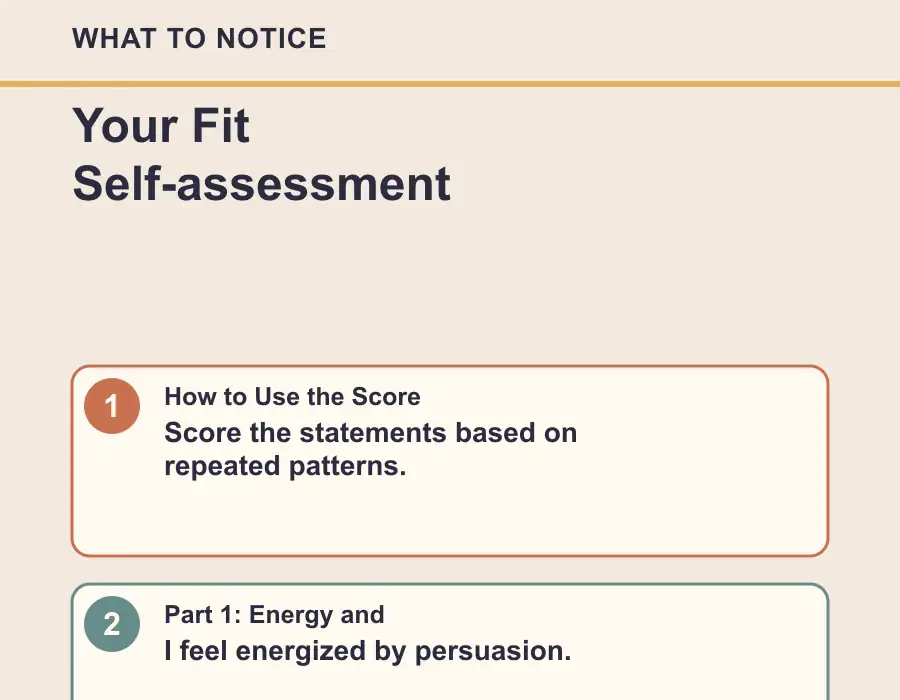 WHAT TO NOTICE
Your Fit
Self-assessment
1
How to Use the Score
Score the statements based on
repeated patterns.
2
Part 1: Energy and
I feel energized by persuasion.